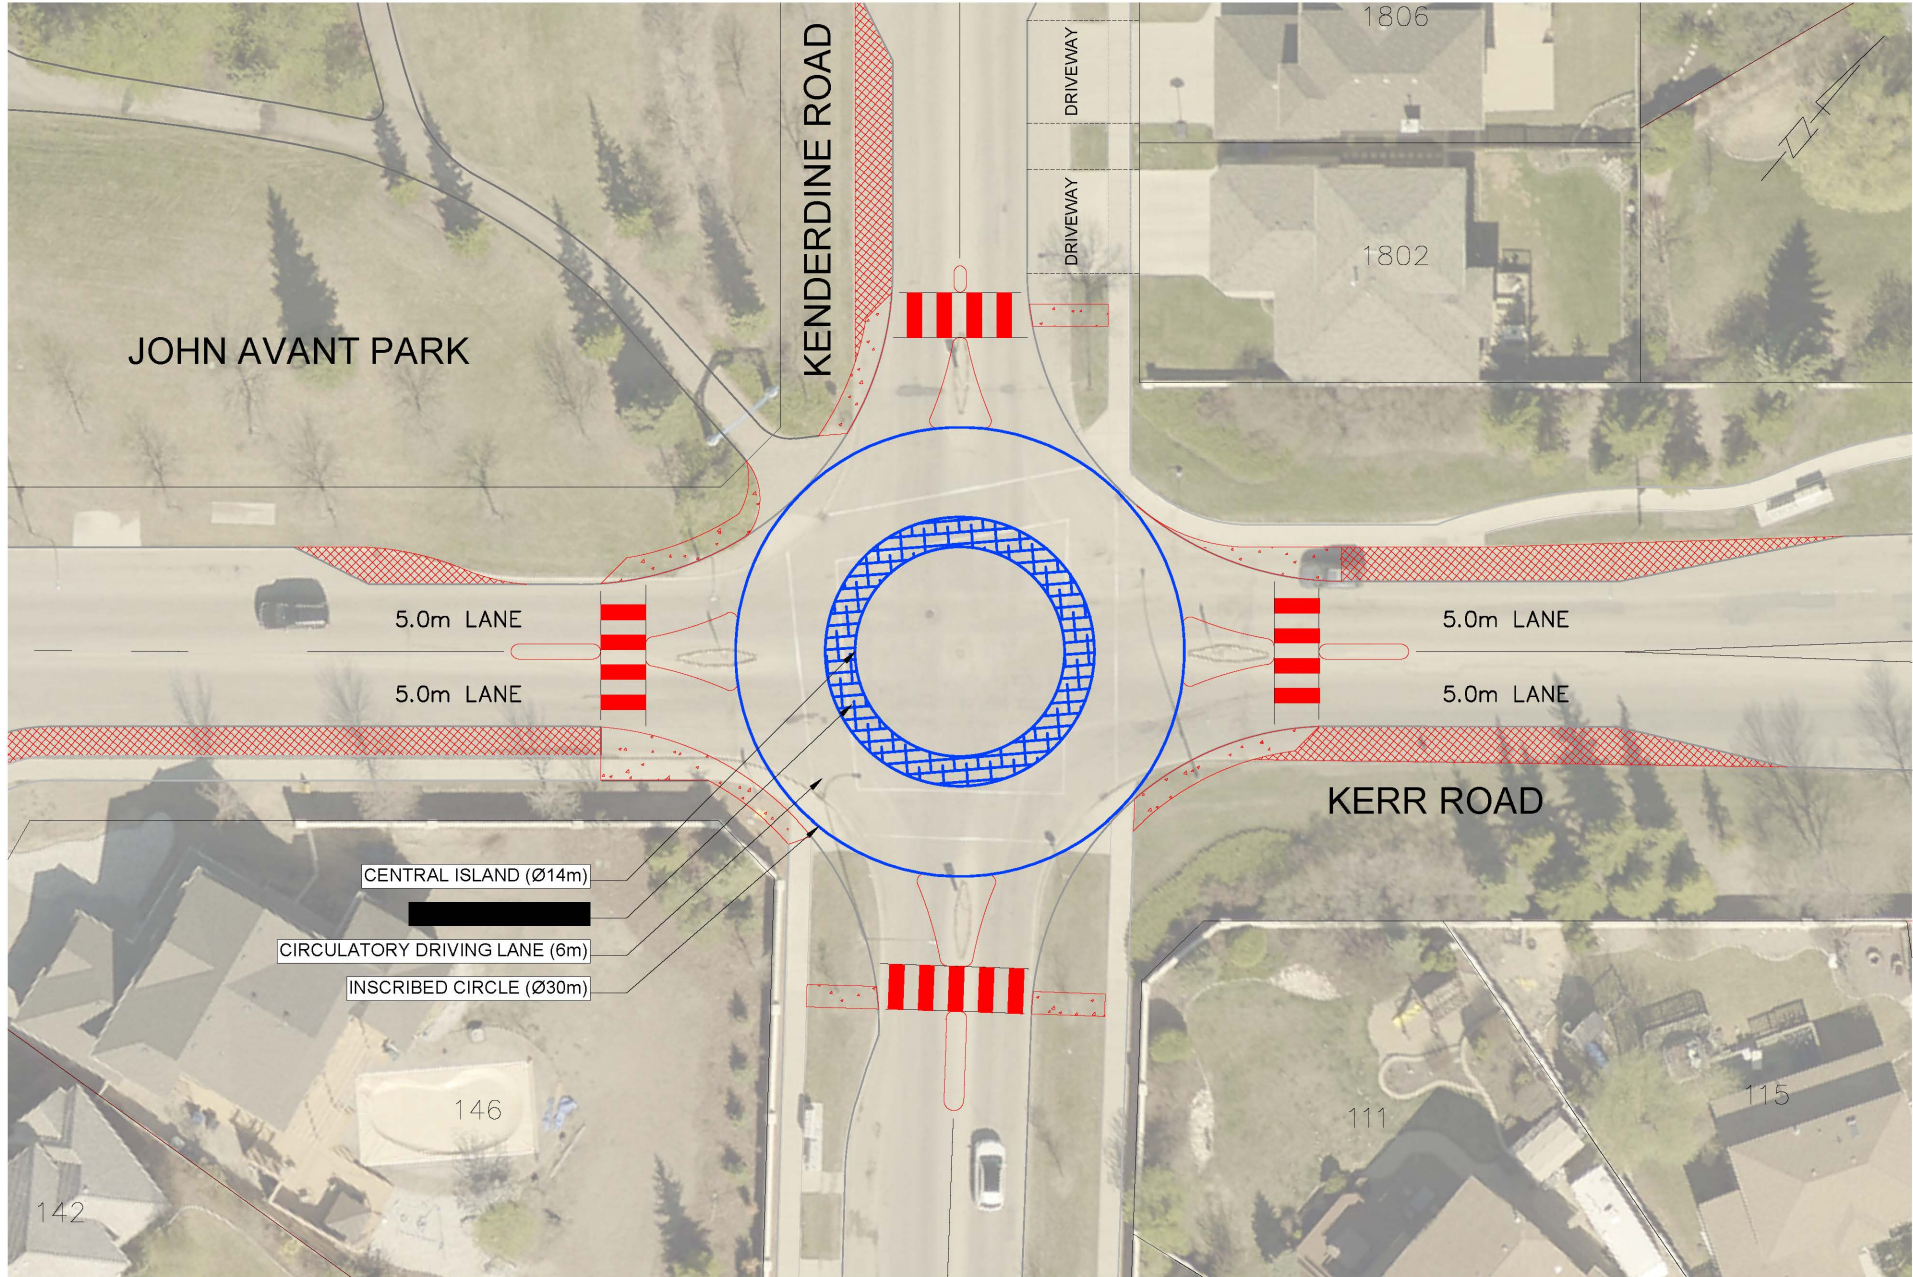 1806
KENDERDINE ROAD
DRIVEWAY
DRIVEWAY
1802
JOHN AVANT PARK
5.0m LANE
5.0m LANE
5.0m LANE
5.0m LANE
KERR ROAD
CENTRAL ISLAND (Ø14m)
CIRCULATORY DRIVING LANE (6m)
INSCRIBED CIRCLE (Ø30m)
146
111
115
142